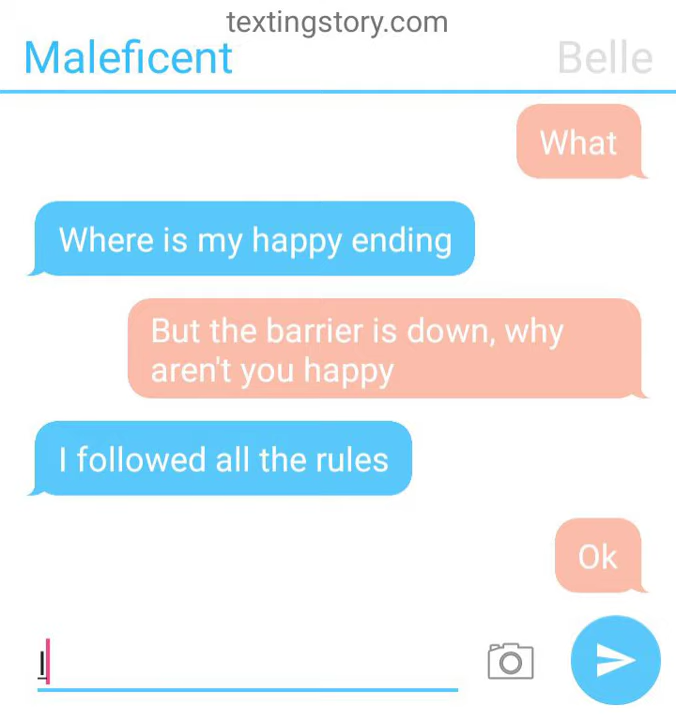 textingstory.com
Maleficent
Belle
What
Where is my happy ending
But the barrier is down, why
aren't you happy
I followed all the rules
Ok
I